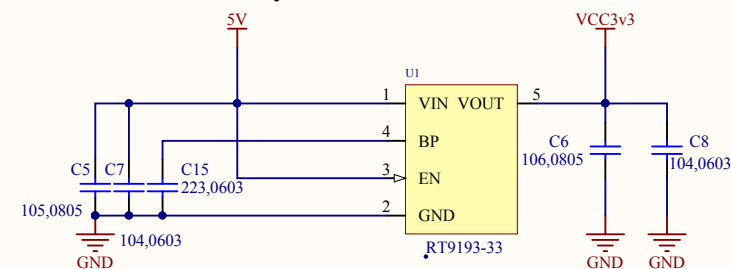 5V
VCC3v3
U1
1
VIN
VOUT
5
4
BP
C5
C7
C15
223,0603
3
EN
C6
106,0805
C8
104,0603
105,0805
2
GND
104,0603
RT9193-33
GND
GND
GND